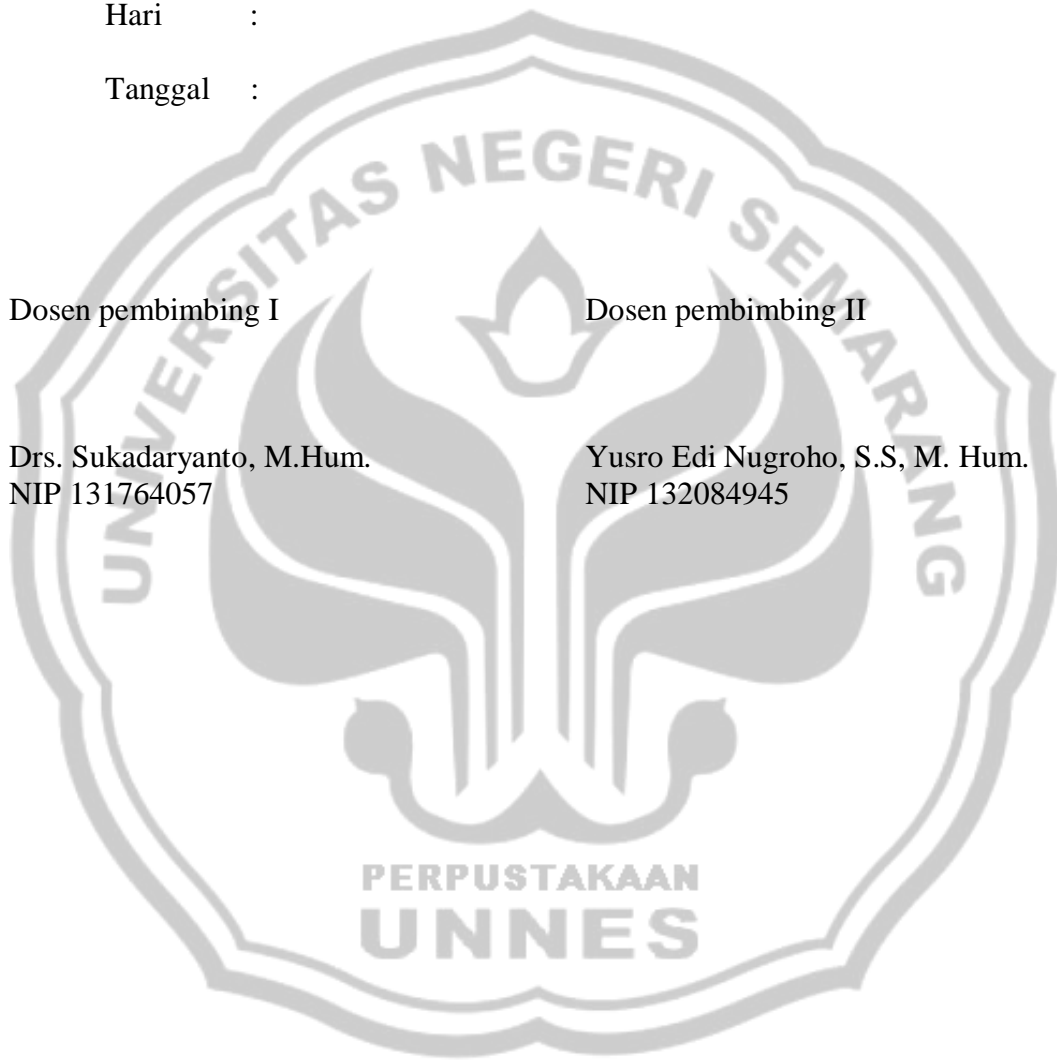 Hari :
Tanggal :
UNIVERSITAS NEGERI SEMARANG
Dosen pembimbing I Dosen pembimbing II
Drs. Sukadaryanto, M.Hum. Yusro Edi Nugroho, S.S, M. Hum.
NIP 131764057 NIP 132084945
PERPUSTAKAAN
UNNES